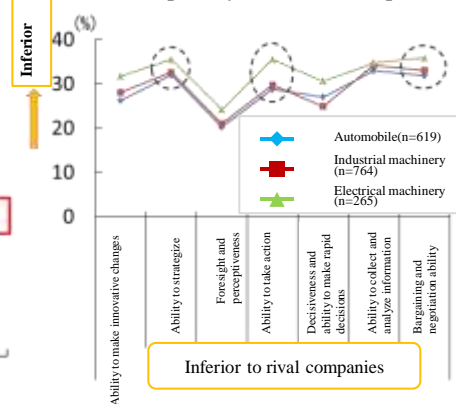 (%)
Inferior
40
30
20
10
0
Automobile(n=619)
Industrial machinery
(n=764)
Electrical machinery
(n=265)
Ability to make innovative changes
Ability to strategize
Foresight and
perceptiveness
Ability to take action
Decisiveness and
ability to make rapid
decisions
Ability to collect and
analyze information
Bargaining and
negotiation ability
Inferior to rival companies